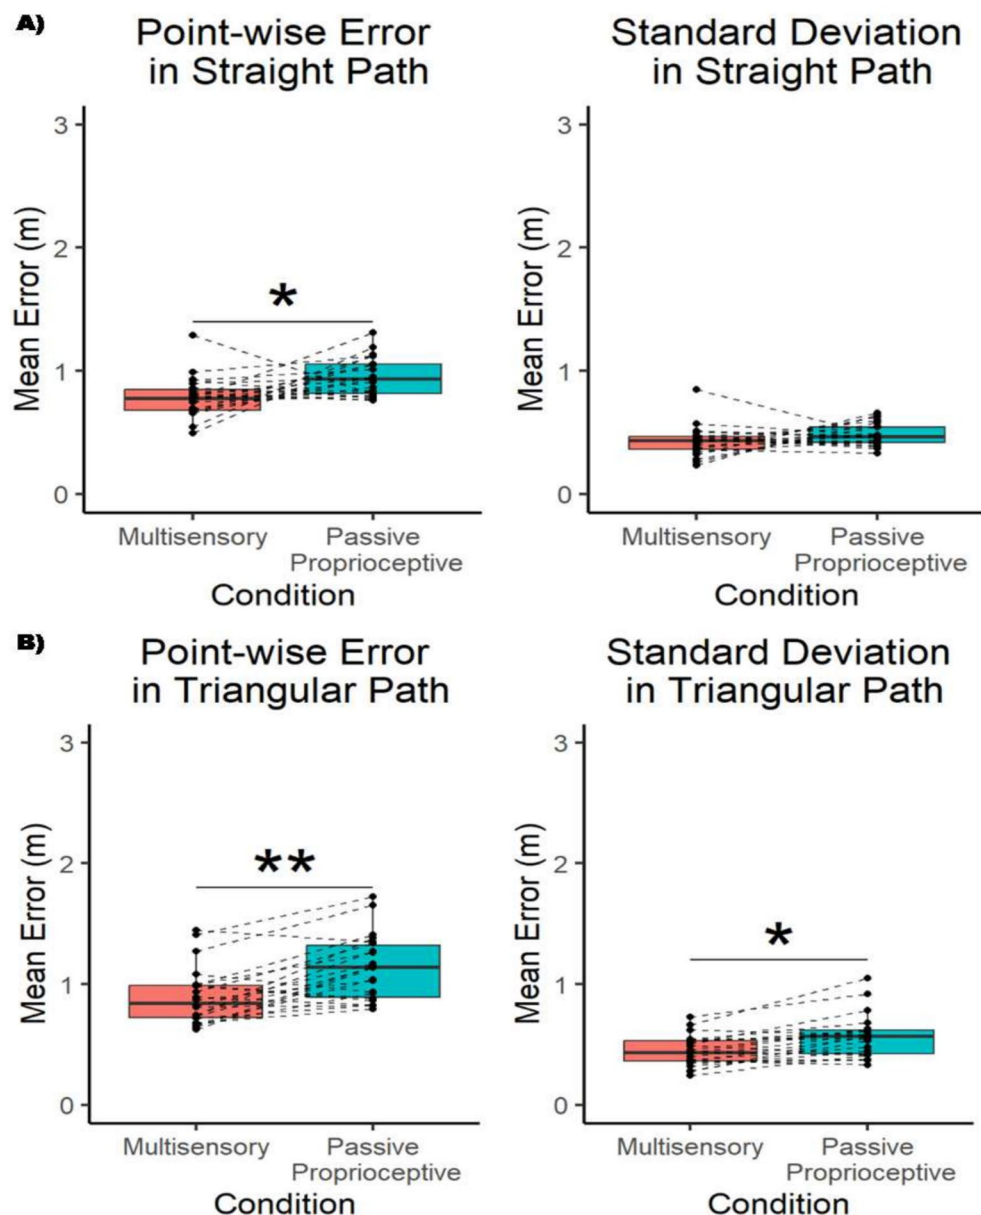 A)
Point-wise Error
in Straight Path
Mean Error (m)
3
2
1
0
*
Multisensory
Passive
Proprioceptive
Condition
Standard Deviation
in Straight Path
Mean Error (m)
3
2
1
0
Multisensory
Passive
Proprioceptive
Condition
B)
Point-wise Error
in Triangular Path
Mean Error (m)
3
2
1
0
**
Multisensory
Passive
Proprioceptive
Condition
Standard Deviation
in Triangular Path
Mean Error (m)
3
2
1
0
*
Multisensory
Passive
Proprioceptive
Condition